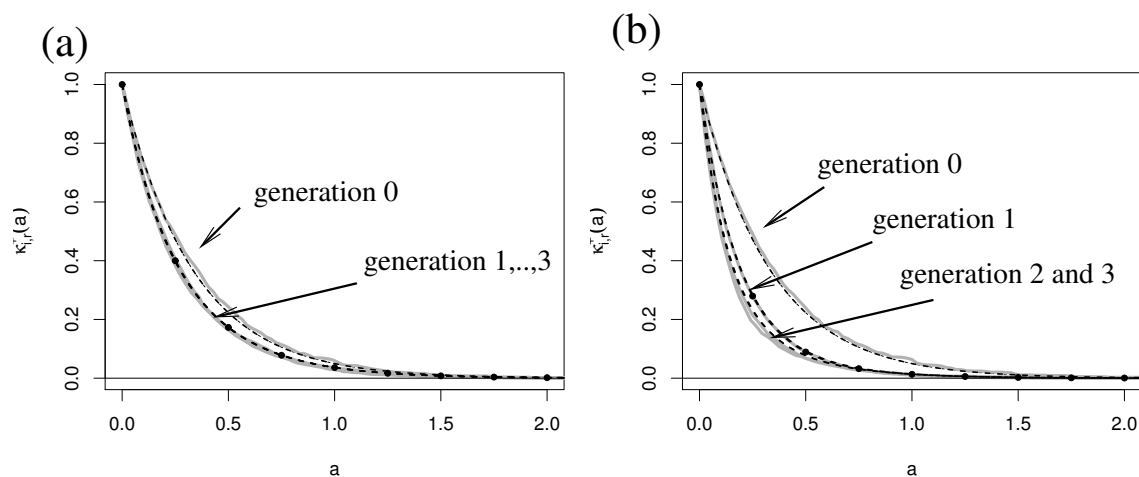 (a)
κ⁻ᵢ,ᵣ(a)
1.0
0.8
0.6
0.4
0.2
0.0
generation 0
generation 1,..,3
0.0 0.5 1.0 1.5 2.0
a
(b)
1.0
0.8
0.6
0.4
0.2
0.0
generation 0
generation 1
generation 2 and 3
0.0 0.5 1.0 1.5 2.0
a